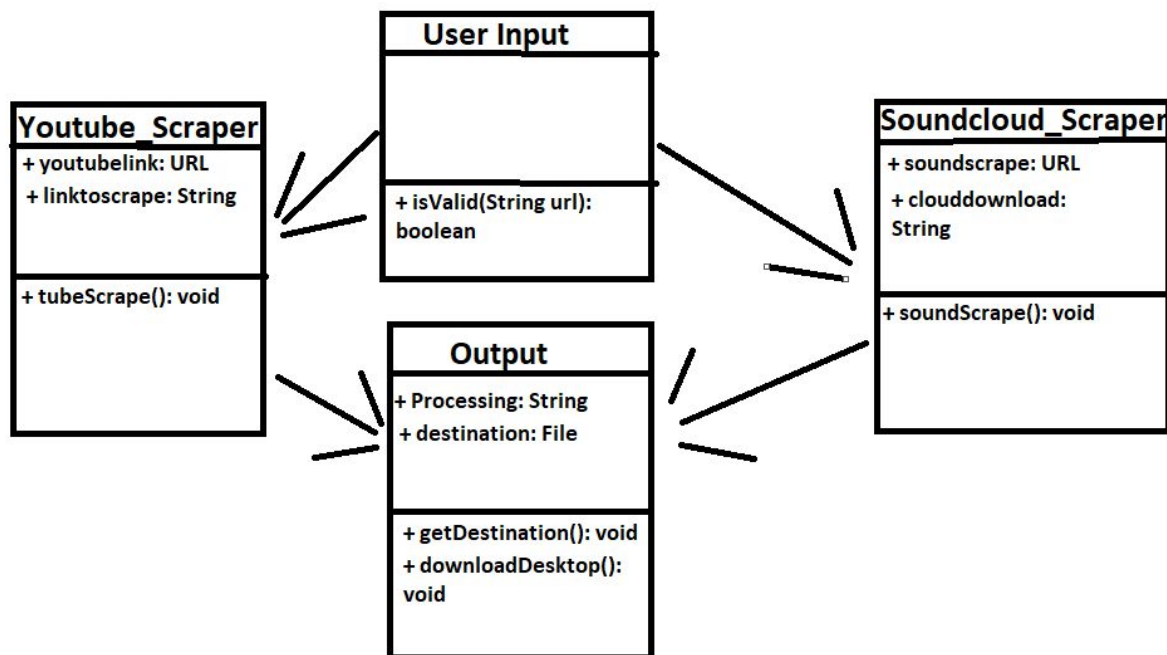 User Input
+ isValid(String url):
boolean
Youtube_Scraper
+ youtubelink: URL
+ linktoscrape: String
+ tubeScrape(): void
Soundcloud_Scraper
+ soundscrape: URL
+ clouddownload:
String
+ soundScrape(): void
Output
+ Processing: String
+ destination: File
+ getDestination(): void
+ downloadDesktop():
void